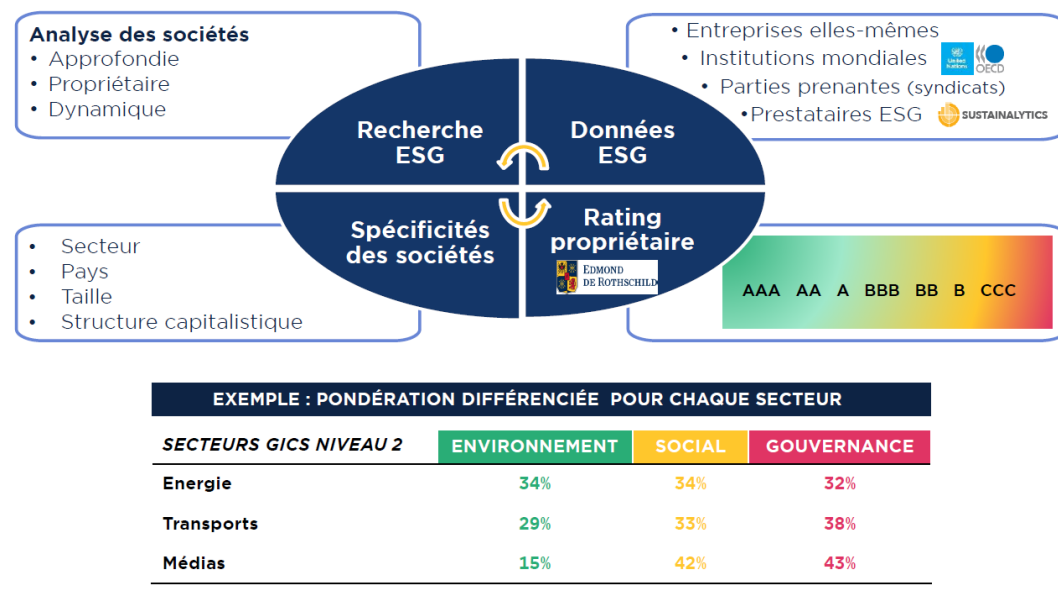 Analyse des sociétés
• Approfondie
• Propriétaire
• Dynamique
• Entreprises elles-mêmes
• Institutions mondiales
United Nations
OECD
• Parties prenantes (syndicats)
•Prestataires ESG
SUSTAINALYTICS
Recherche
ESG
Données
ESG
Spécificités
des sociétés
Rating
propriétaire
EDMOND
DE ROTHSCHILD
• Secteur
• Pays
• Taille
• Structure capitalistique
AAA AA A BBB BB B CCC
EXEMPLE : PONDÉRATION DIFFÉRENCIÉE POUR CHAQUE SECTEUR
SECTEURS GICS NIVEAU 2 ENVIRONNEMENT SOCIAL GOUVERNANCE
Energie 34% 34% 32%
Transports 29% 33% 38%
Médias 15% 42% 43%